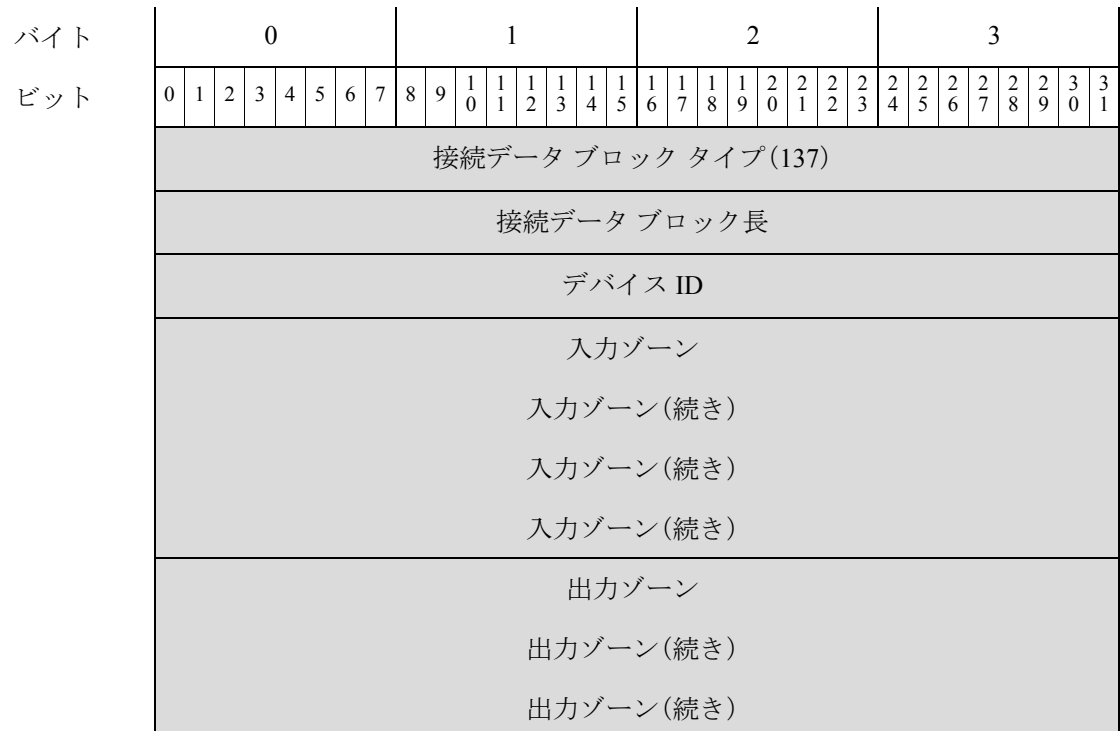 バイト 0 1 2 3
ビット 0 1 2 3 4 5 6 7 8 9 10 11 12 13 14 15 16 17 18 19 20 21 22 23 24 25 26 27 28 29 30 31
接続データ ブロック タイプ(137)
接続データ ブロック長
デバイス ID
入力ゾーン
入力ゾーン(続き)
入力ゾーン(続き)
入力ゾーン(続き)
出力ゾーン
出力ゾーン(続き)
出力ゾーン(続き)